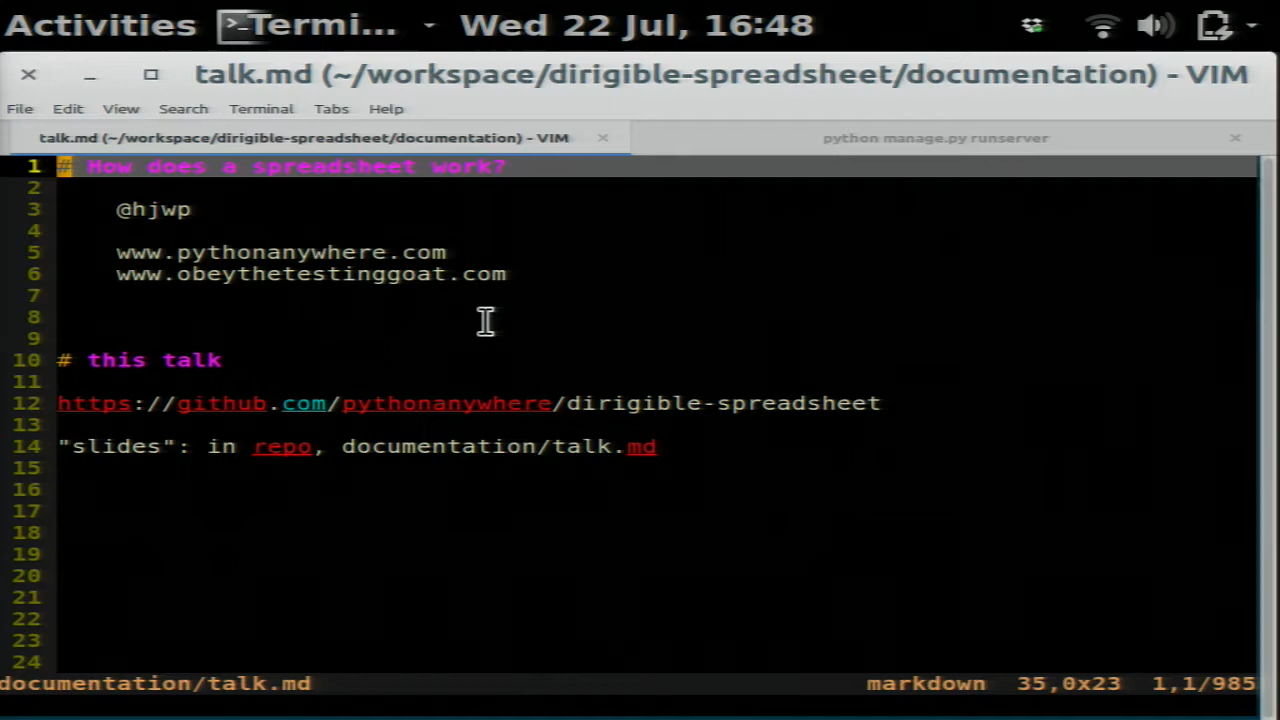 Activities Termi... Wed 22 Jul, 16:48
talk.md (~/workspace/dirigible-spreadsheet/documentation) - VIM
File Edit View Search Terminal Tabs Help
talk.md (~/workspace/dirigible-spreadsheet/documentation) - VIM × python manage.py runserver ×
1 # How does a spreadsheet work?
2
3 @hjwp
4
5 www.pythonanywhere.com
6 www.obeythetestinggoat.com
7
8
9
10 # this talk
11
12 https://github.com/pythonanywhere/dirigible-spreadsheet
13
14 "slides": in repo, documentation/talk.md
15
16
17
18
19
20
21
22
23
24
documentation/talk.md markdown 35,0x23 1,1/985